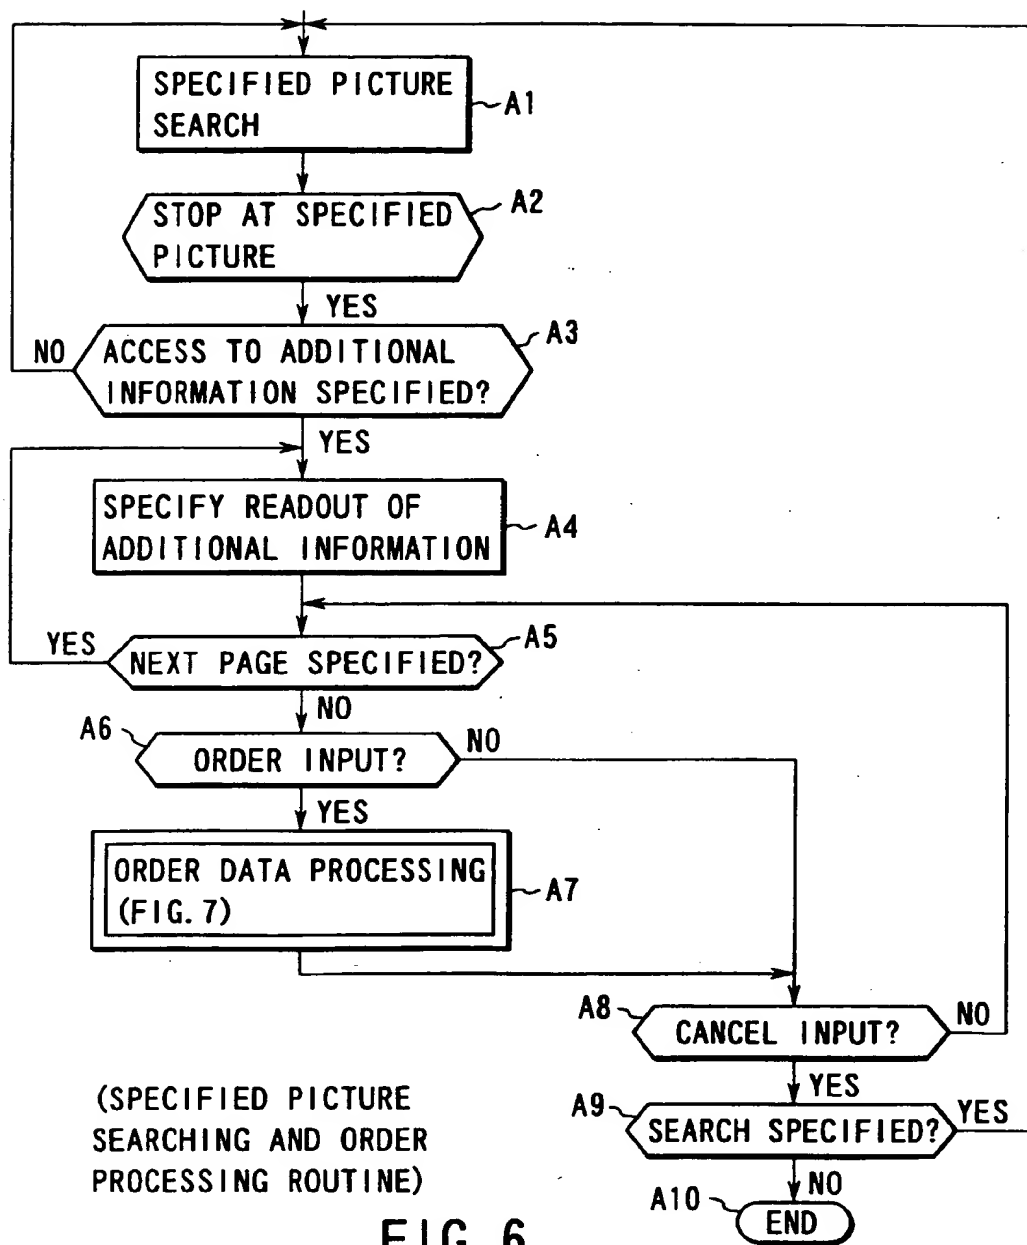 SPECIFIED PICTURE
SEARCH
A1
STOP AT SPECIFIED
PICTURE
A2
YES
ACCESS TO ADDITIONAL
INFORMATION SPECIFIED?
A3
NO
YES
SPECIFY READOUT OF
ADDITIONAL INFORMATION
A4
NEXT PAGE SPECIFIED?
A5
YES
NO
A6
ORDER INPUT?
NO
YES
ORDER DATA PROCESSING
(FIG. 7)
A7
A8
CANCEL INPUT?
NO
YES
A9
SEARCH SPECIFIED?
YES
NO
A10
END
(SPECIFIED PICTURE
SEARCHING AND ORDER
PROCESSING ROUTINE)
FIG. 6